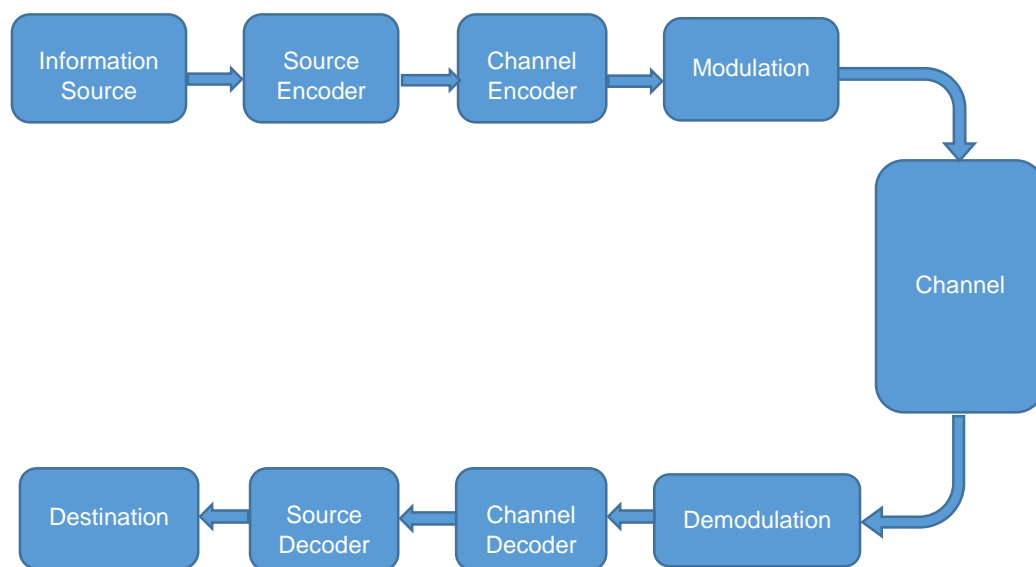 Information
Source
Source
Encoder
Channel
Encoder
Modulation
Channel
Demodulation
Channel
Decoder
Source
Decoder
Destination